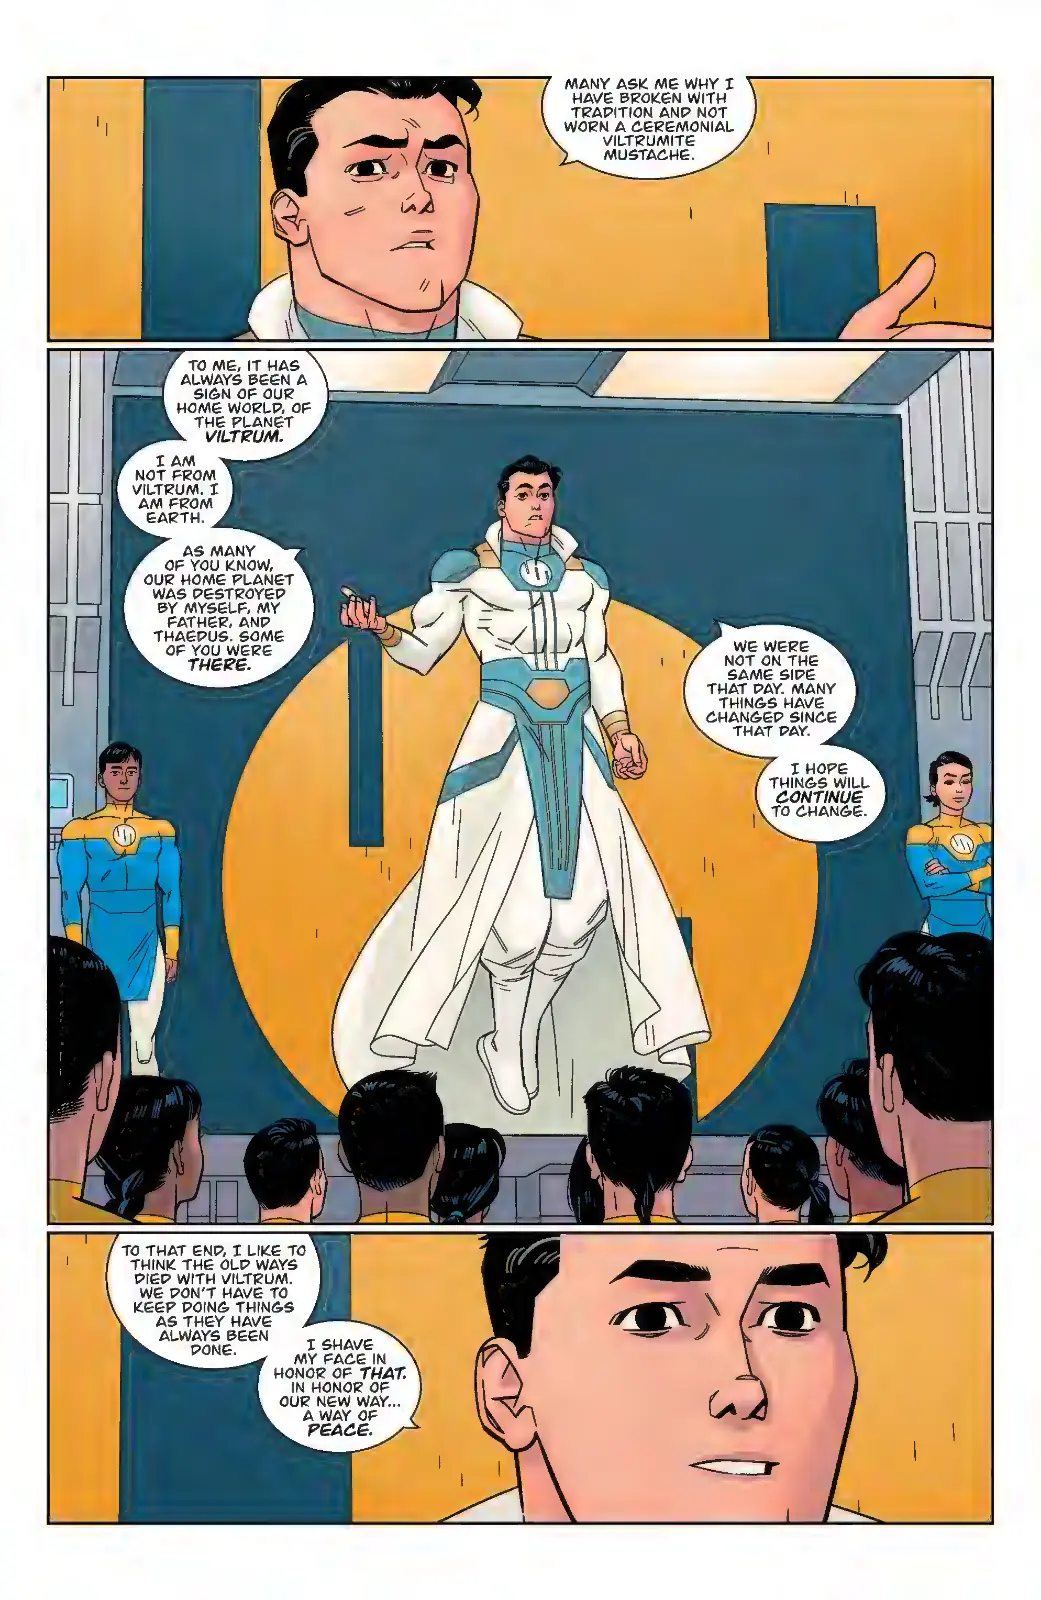 MANY ASK ME WHY I
HAVE BROKEN WITH
TRADITION AND NOT
WORN A CEREMONIAL
VILTRUMITE
MUSTACHE.
TO ME, IT HAS
ALWAYS BEEN A
SIGN OF OUR
HOME WORLD, OF
THE PLANET
VILTRUM.
I AM
NOT FROM
VILTRUM. I
AM FROM
EARTH.
AS MANY
OF YOU KNOW,
OUR HOME PLANET
WAS DESTROYED
BY MYSELF, MY
FATHER, AND
THAEDUS. SOME
OF YOU WERE
THERE.
WE WERE
NOT ON THE
SAME SIDE
THAT DAY. MANY
THINGS HAVE
CHANGED SINCE
THAT DAY.
I HOPE
THINGS WILL
CONTINUE
TO CHANGE.
TO THAT END, I LIKE TO
THINK THE OLD WAYS
DIED WITH VILTRUM.
WE DON'T HAVE TO
KEEP DOING THINGS
AS THEY HAVE
ALWAYS BEEN
DONE.
I SHAVE
MY FACE IN
HONOR OF THAT.
IN HONOR OF
OUR NEW WAY...
A WAY OF
PEACE.